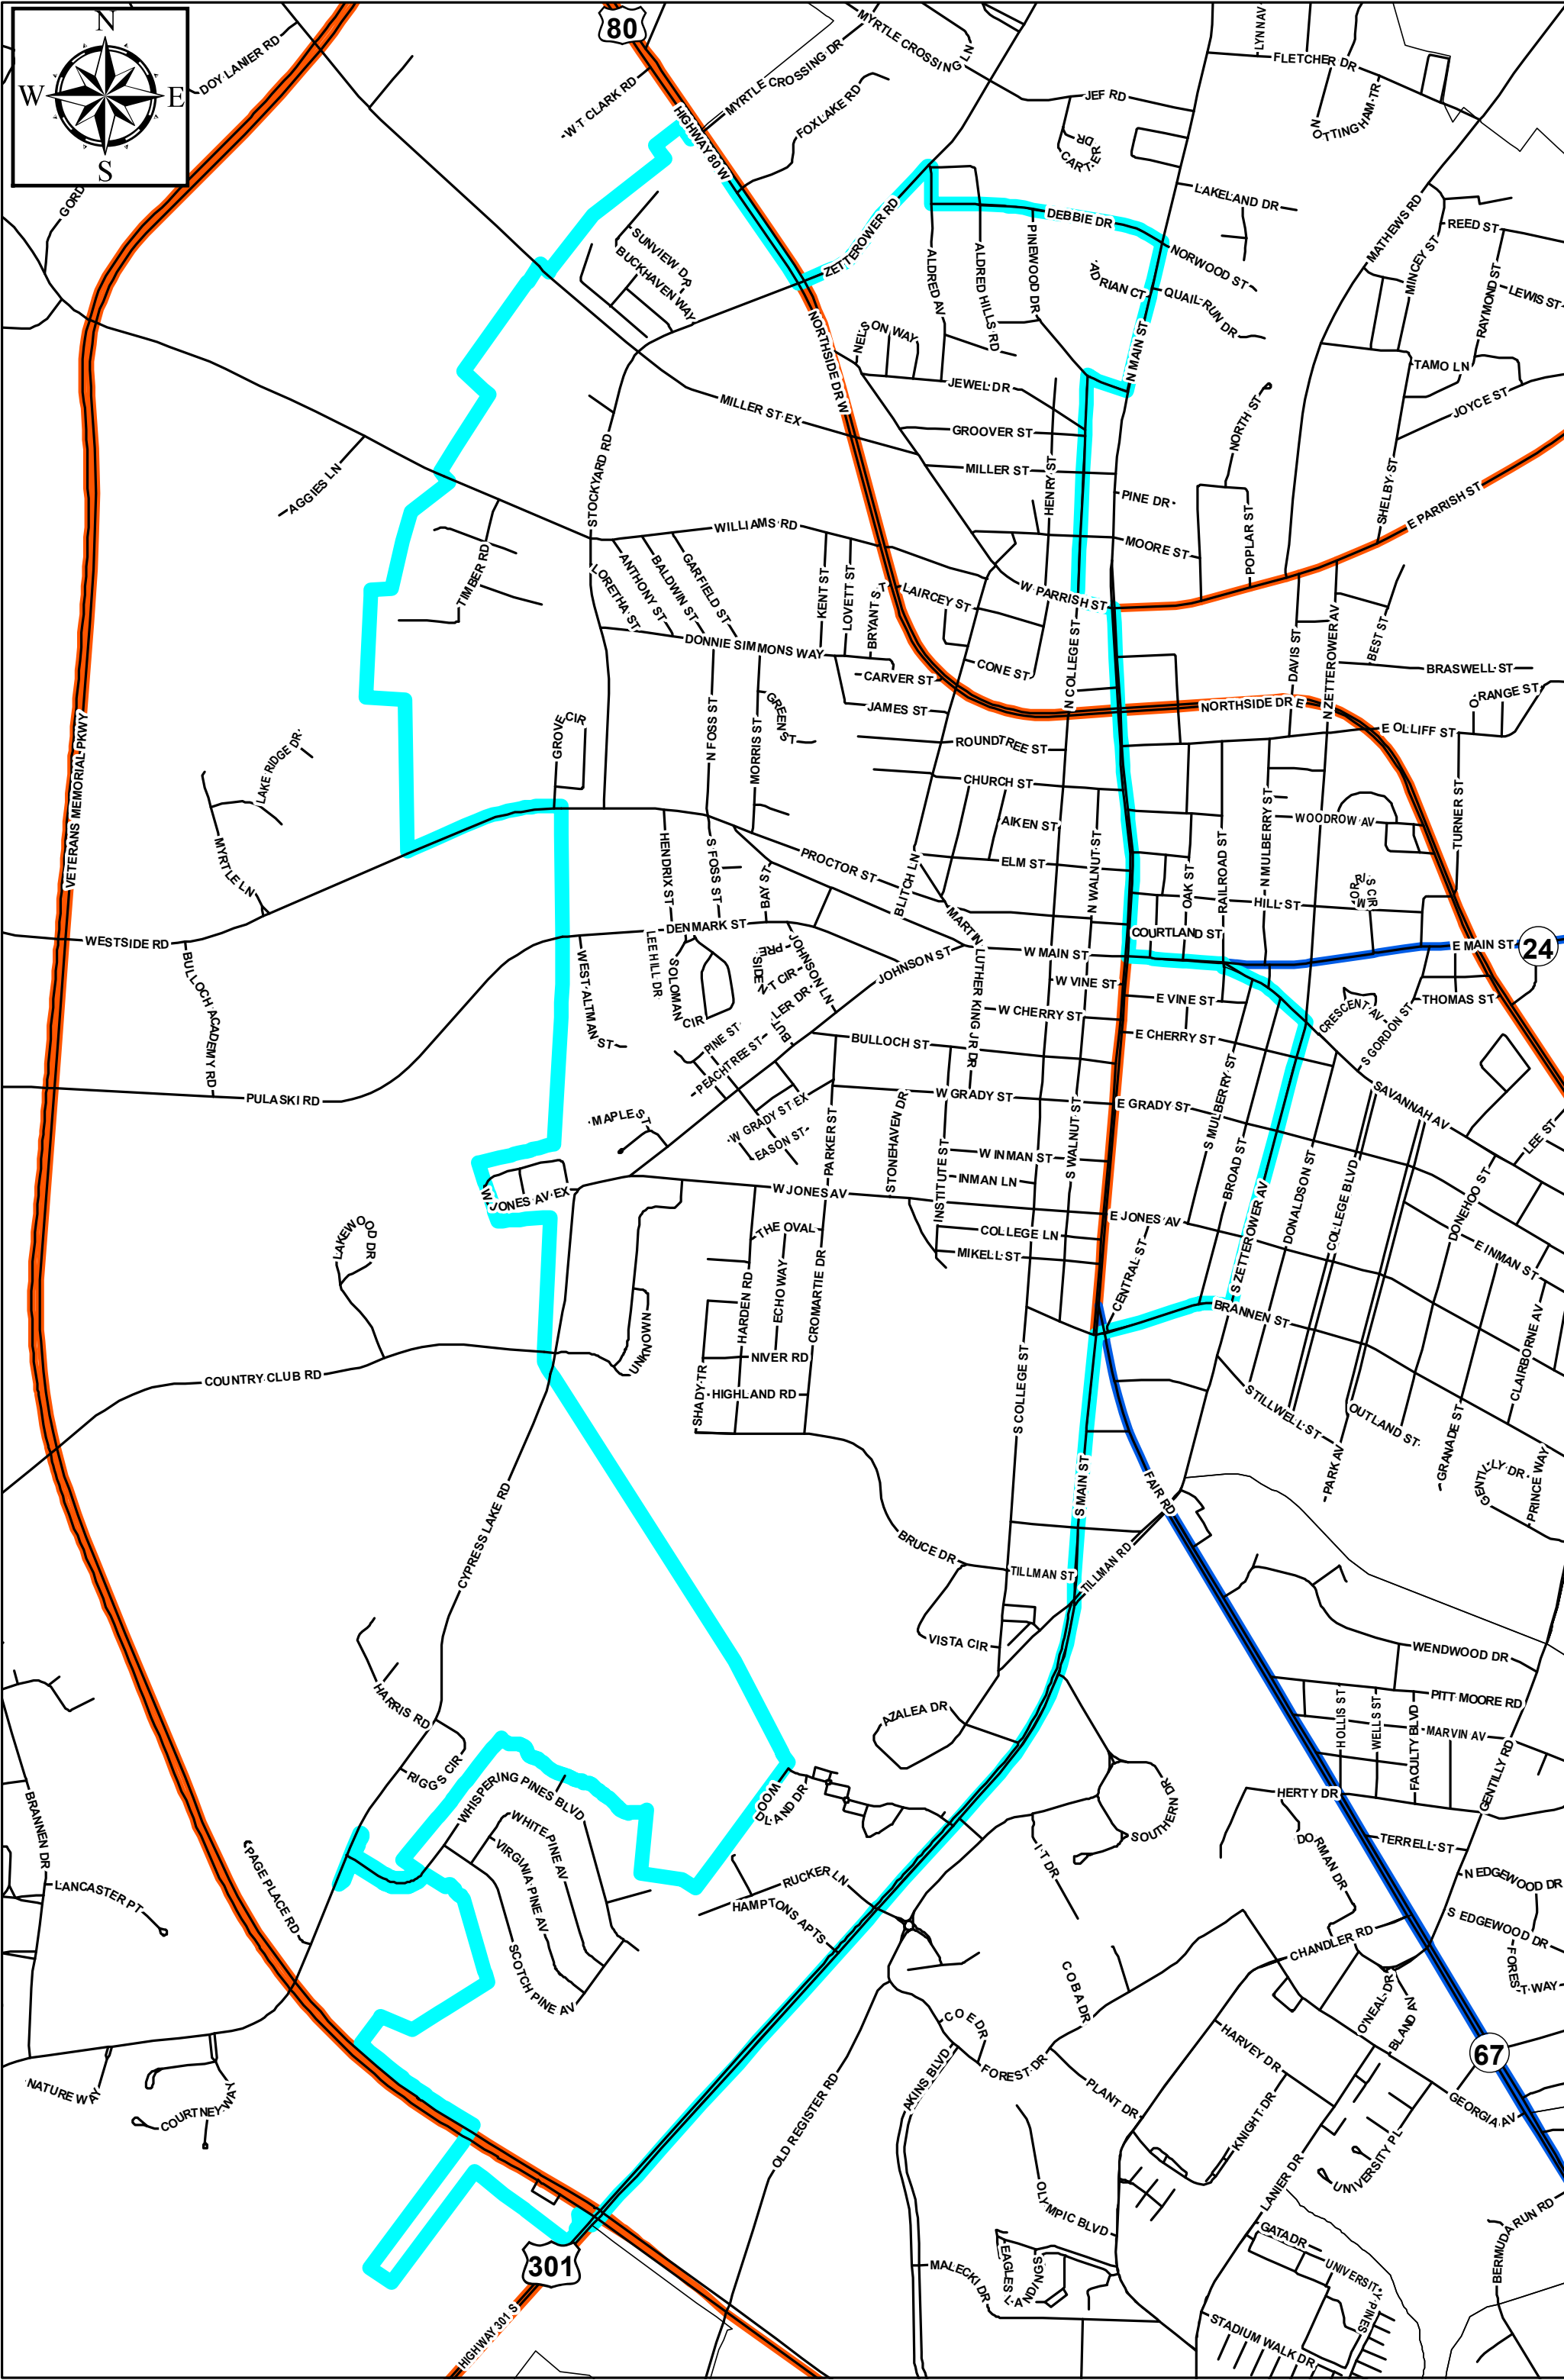 N
W
E
S
80
DOY LANIER RD
GORD
W T CLARK RD
HIGHWAY 80 W
MYRTLE CROSSING DR
MYRTLE CROSSING LN
FOXLAKE RD
JEF RD
CARTER DR
LYNN AV
FLETCHER DR
NOTTINGHAM TR
LAKELAND DR
MATHEWS RD
MINCEY ST
REED ST
RAYMOND ST
LEWIS ST
TAMO LN
JOYCE ST
SHELBY ST
E PARRISH ST
SUNVIEW DR
BUCKHAVEN WAY
ZETTEROWER RD
ALDRED AV
ALDRED HILLS RD
PINEWOOD DR
DEBBIE DR
NORWOOD ST
ADRIAN CT
QUAIL RUN DR
N MAIN ST
NORTHSIDE DR W
NELSON WAY
JEWEL DR
MILLER ST EX
GROOVER ST
MILLER ST
HENRY ST
NORTH ST
PINE DR
MOORE ST
POPLAR ST
STOCKYARD RD
AGGIES LN
TIMBER RD
WILLIAMS RD
LORETHA ST
ANTHONY ST
BALDWIN ST
GARFIELD ST
KENT ST
LOVETT ST
BRYANT ST
LAIRCEY ST
W PARRISH ST
DONNIE SIMMONS WAY
CARVER ST
CONE ST
JAMES ST
N COLLEGE ST
DAVIS ST
N ZETTEROWER AV
BEST ST
BRASWELL ST
ORANGE ST
NORTHSIDE DR E
E OLLIFF ST
VETERANS MEMORIAL PKWY
LAKE RIDGE DR
GROVE CIR
N FOSS ST
MORRIS ST
GREEN ST
ROUNDTREE ST
CHURCH ST
AIKEN ST
ELM ST
N WALNUT ST
OAK ST
RAILROAD ST
N MULBERRY ST
WOODROW AV
TURNER ST
HILL ST
MYRTLE LN
WESTSIDE RD
BULLOCH ACADEMY RD
PULASKI RD
HENDRIX ST
S FOSS ST
BAY ST
PROCTOR ST
BLITCH LN
DENMARK ST
LEE HILL DR
SOLOMAN CIR
WEST ALTMAN ST
PRESIDENT CIR
JOHNSON LN
BUTLER DR
PINE ST
PEACHTREE ST
JOHNSON ST
MARTIN LUTHER KING JR DR
W MAIN ST
COURTLAND ST
E MAIN ST
24
W VINE ST
E VINE ST
THOMAS ST
W CHERRY ST
E CHERRY ST
CRESCENT AV
S GORDON ST
BULLOCH ST
W GRADY ST
E GRADY ST
SAVANNAH AV
LEE ST
MAPLE ST
W GRADY ST EX
EASON ST
PARKER ST
STONEHAVEN DR
INSTITUTE ST
W INMAN ST
INMAN LN
S WALNUT ST
S MULBERRY ST
BROAD ST
S ZETTEROWER AV
DONALDSON ST
COLLEGE BLVD
DONEHOO ST
E INMAN ST
W JONES AV EX
W JONES AV
E JONES AV
COLLEGE LN
MIKELL ST
CENTRAL ST
BRANNEN ST
CLAIRBORNE AV
LAKEWOOD DR
COUNTRY CLUB RD
THE OVAL
HARDEN RD
ECHOWAY
CROMARTIE DR
NIVER RD
HIGHLAND RD
SHADY TR
UNKNOWN
S COLLEGE ST
STILLWELL ST
OUTLAND ST
PARK AV
GRANADE ST
GENTILLY DR
PRINCE WAY
CYPRESS LAKE RD
S MAIN ST
FAIR RD
BRUCE DR
TILLMAN ST
TILLMAN RD
VISTA CIR
AZALEA DR
WENDWOOD DR
PITT MOORE RD
MARVIN AV
HOLLIS ST
WELLS ST
FACULTY BLVD
GENTILLY RD
HERTY DR
DORMAN DR
TERRELL ST
N EDGEWOOD DR
S EDGEWOOD DR
FOREST WAY
HARRIS RD
RIGGS CIR
WHISPERING PINES BLVD
WHITE PINE AV
VIRGINIA PINE AV
SCOTCH PINE AV
WOODLAND DR
RUCKER LN
HAMPTONS APTS
SOUTHERN DR
I T DR
CHANDLER RD
BRANNEN DR
LANCASTER PT
PAGE PLACE RD
NATURE WAY
COURTNEY WAY
COE DR
COBA DR
FOREST DR
PLANT DR
AKINS BLVD
OLD REGISTER RD
O'NEAL DR
BLAND AV
HARVEY DR
KNIGHT DR
67
GEORGIA AV
UNIVERSITY PL
LANIER DR
OLYMPIC BLVD
GATA DR
UNIVERSITY PINES
BERMUDA RUN RD
MALECKI DR
EAGLES LANDINGS
STADIUM WALK DR
301
HIGHWAY 301 S